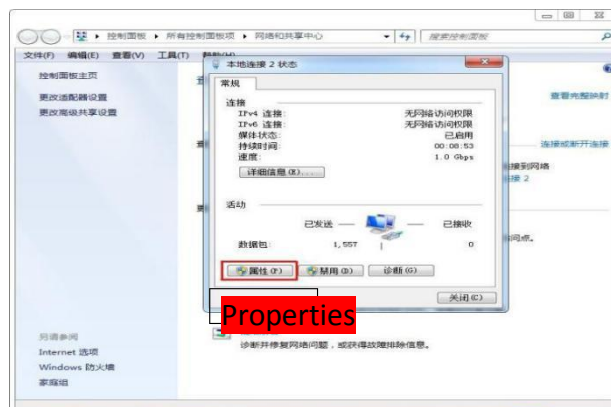 控制面板 ▸ 所有控制面板项 ▸ 网络和共享中心
搜索控制面板
文件(F) 编辑(E) 查看(V) 工具(T) 帮助(H)
控制面板主页
更改适配器设置
更改高级共享设置
另请参阅
Internet 选项
Windows 防火墙
家庭组
本地连接 2 状态
常规
连接
IPv4 连接: 无网络访问权限
IPv6 连接: 无网络访问权限
媒体状态: 已启用
持续时间: 00:08:53
速度: 1.0 Gbps
详细信息(E)...
活动
已发送 — — 已接收
数据包: 1,557 | 0
属性(P) 禁用(D) 诊断(G)
关闭(C)
Properties
查看完整映射
连接或断开连接
接到网络
接 2
问点。
诊断并修复网络问题，或获得故障排除信息。